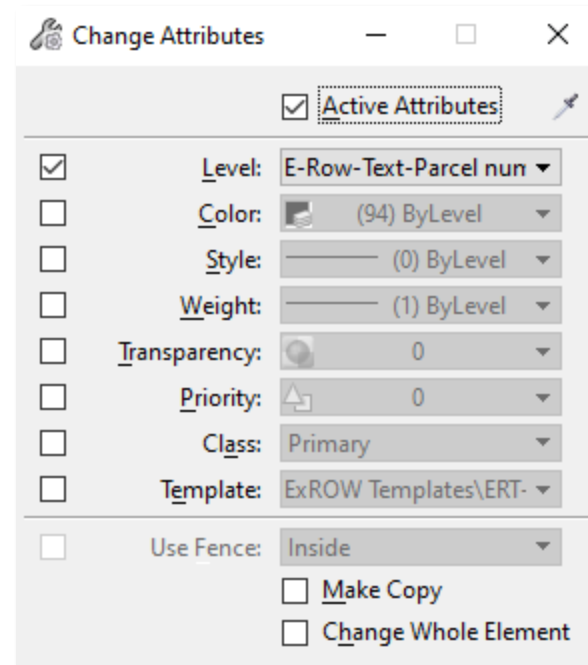 Change Attributes
Active Attributes
Level: E-Row-Text-Parcel num
Color: (94) ByLevel
Style: (0) ByLevel
Weight: (1) ByLevel
Transparency: 0
Priority: 0
Class: Primary
Template: ExROW Templates\ERT-
Use Fence: Inside
Make Copy
Change Whole Element